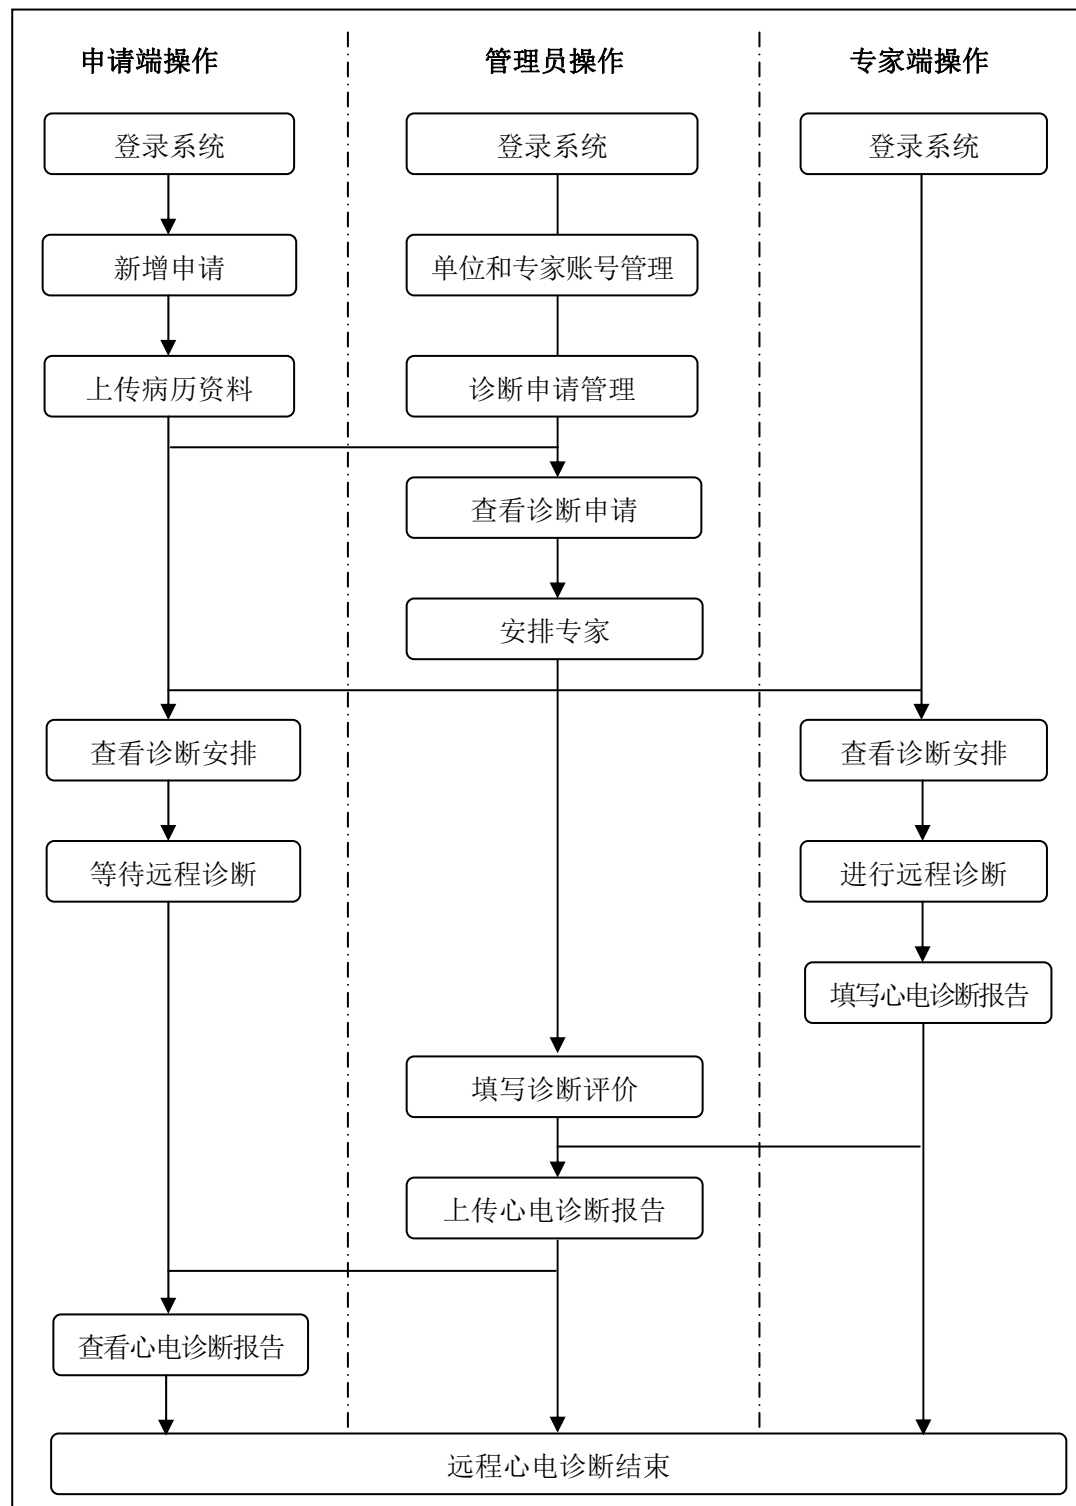 申请端操作
管理员操作
专家端操作
登录系统
登录系统
登录系统
新增申请
单位和专家账号管理
上传病历资料
诊断申请管理
查看诊断申请
安排专家
查看诊断安排
查看诊断安排
等待远程诊断
进行远程诊断
填写心电诊断报告
填写诊断评价
上传心电诊断报告
查看心电诊断报告
远程心电诊断结束